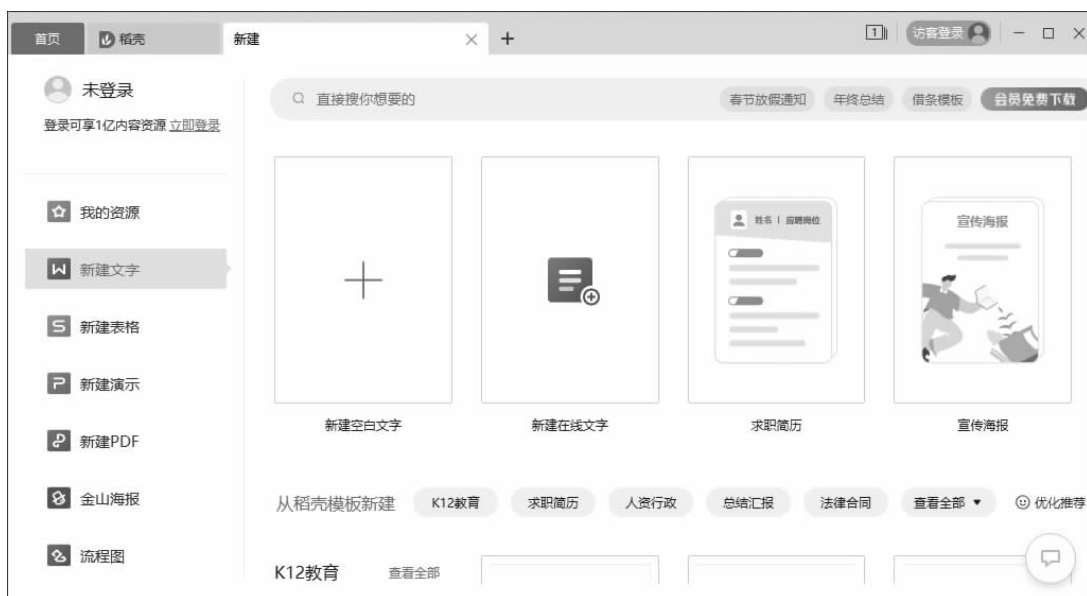 首页 稻壳 新建 1 访客登录
未登录
登录可享1亿内容资源 立即登录
直接搜你想要的 春节放假通知 年终总结 借条模板 会员免费下载
我的资源
新建文字
新建表格
新建演示
新建PDF
金山海报
流程图
姓名 | 应聘岗位
宣传海报
新建空白文字 新建在线文字 求职简历 宣传海报
从稻壳模板新建 K12教育 求职简历 人资行政 总结汇报 法律合同 查看全部 优化推荐
K12教育 查看全部